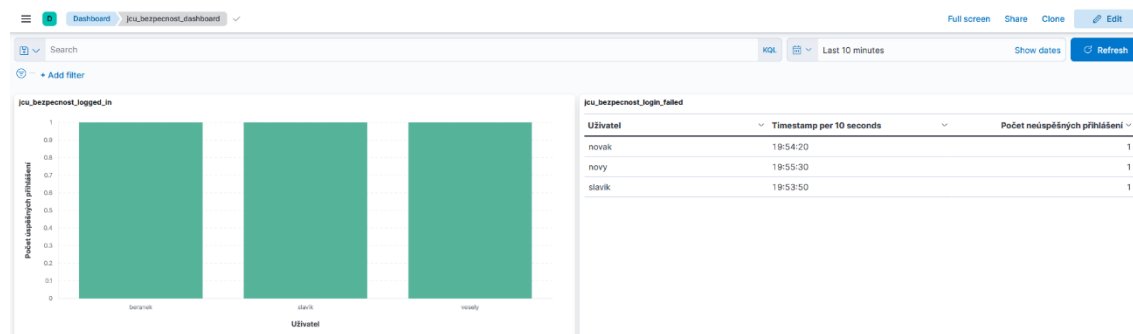 D Dashboard jcu_bezpecnost_dashboard Full screen Share Clone Edit
Search KQL Last 10 minutes Show dates Refresh
+ Add filter
jcu_bezpecnost_logged_in
1
0.9
0.8
0.7
0.6
0.5
0.4
0.3
0.2
0.1
0
Počet úspěšných přihlášení
beranek slavik vesely
Uživatel
jcu_bezpecnost_login_failed
Uživatel Timestamp per 10 seconds Počet neúspěšných přihlášení
novak 19:54:20 1
novy 19:55:30 1
slavik 19:53:50 1